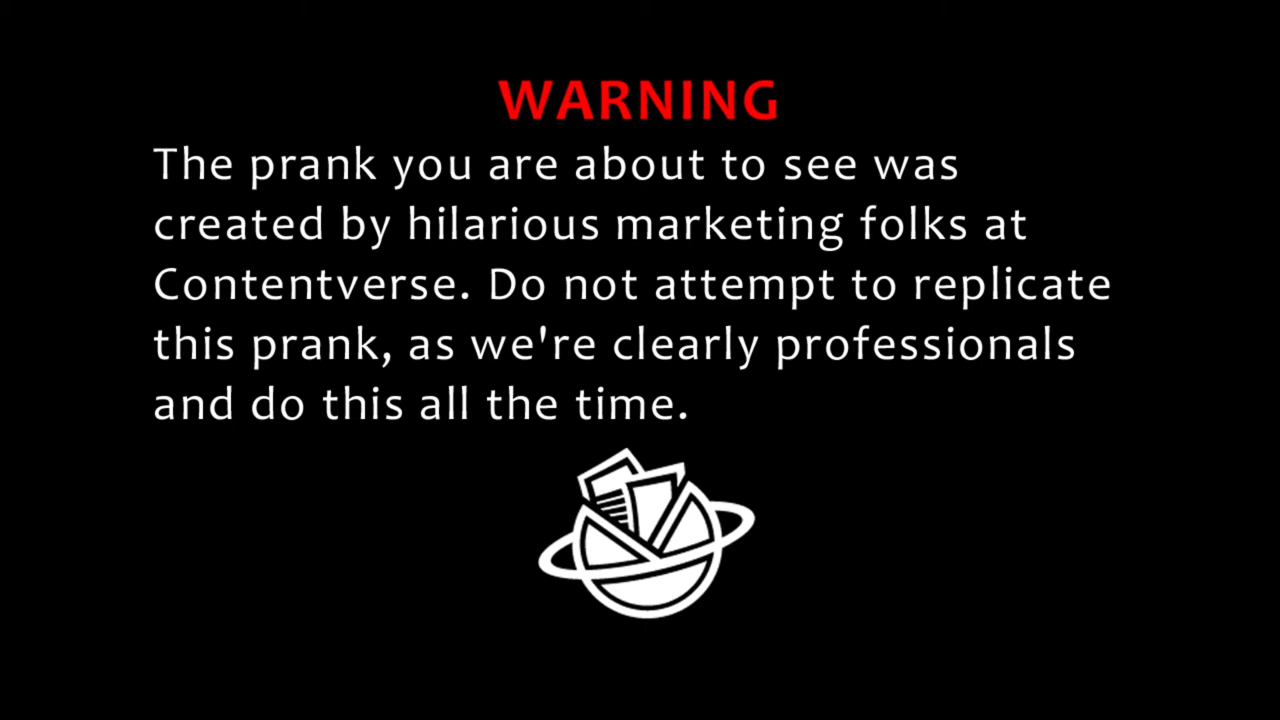 WARNING
The prank you are about to see was
created by hilarious marketing folks at
Contentverse. Do not attempt to replicate
this prank, as we're clearly professionals
and do this all the time.